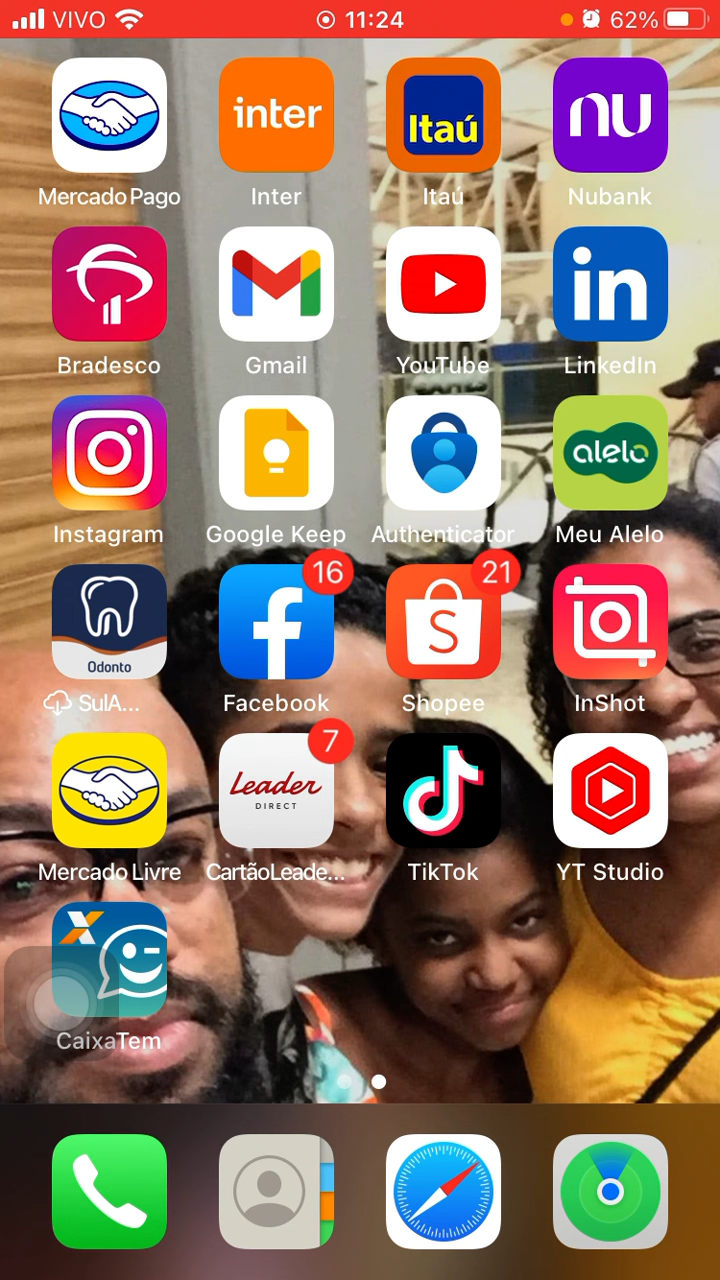 VIVO 11:24 62%
inter Itaú nu
Mercado Pago Inter Itaú Nubank
in
Bradesco Gmail YouTube LinkedIn
alelo
Instagram Google Keep Authenticator Meu Alelo
16 21
Odonto f S
SulA... Facebook Shopee InShot
7
Leader
DIRECT
Mercado Livre CartãoLeade... TikTok YT Studio
X
CaixaTem